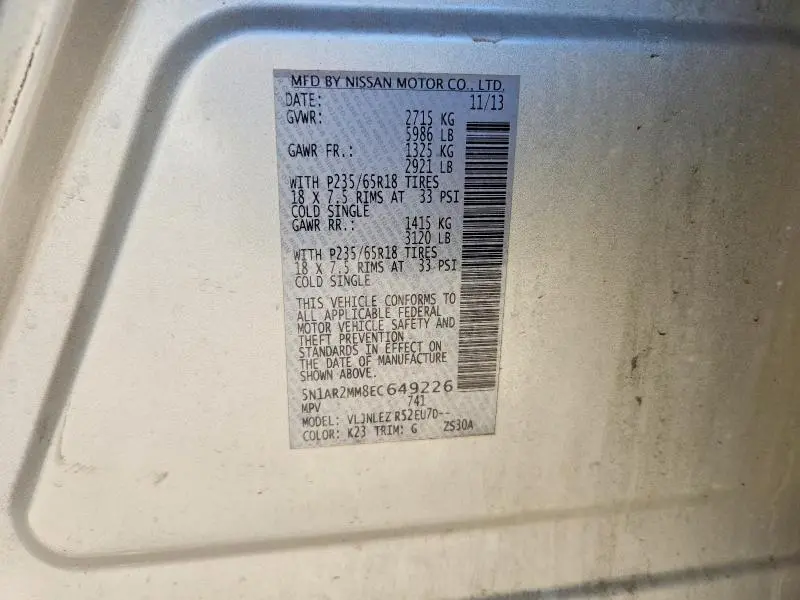 MFD BY NISSAN MOTOR CO., LTD.
DATE: 11/13
GVWR: 2715 KG
5986 LB
GAWR FR.: 1325 KG
2921 LB
WITH P235/65R18 TIRES
18 X 7.5 RIMS AT 33 PSI
COLD SINGLE
GAWR RR.: 1415 KG
3120 LB
WITH P235/65R18 TIRES
18 X 7.5 RIMS AT 33 PSI
COLD SINGLE
THIS VEHICLE CONFORMS TO
ALL APPLICABLE FEDERAL
MOTOR VEHICLE SAFETY AND
THEFT PREVENTION
STANDARDS IN EFFECT ON
THE DATE OF MANUFACTURE
SHOWN ABOVE.
5N1AR2MM8EC649226
MPV 741
MODEL: VLJNLEZ R52EU7D--
COLOR: K23 TRIM: G ZS30A